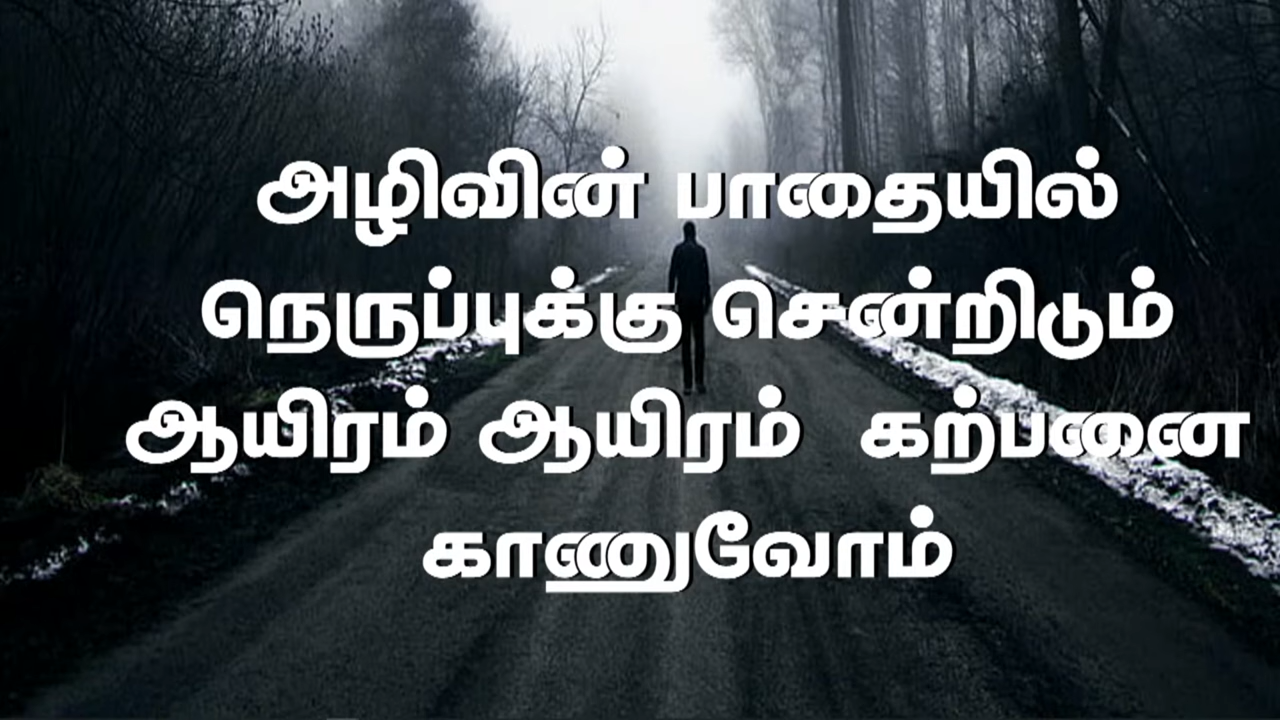 அழிவின் பாதையில்
நெருப்புக்கு சென்றிடும்
ஆயிரம் ஆயிரம் கற்பனை
காணுவோம்